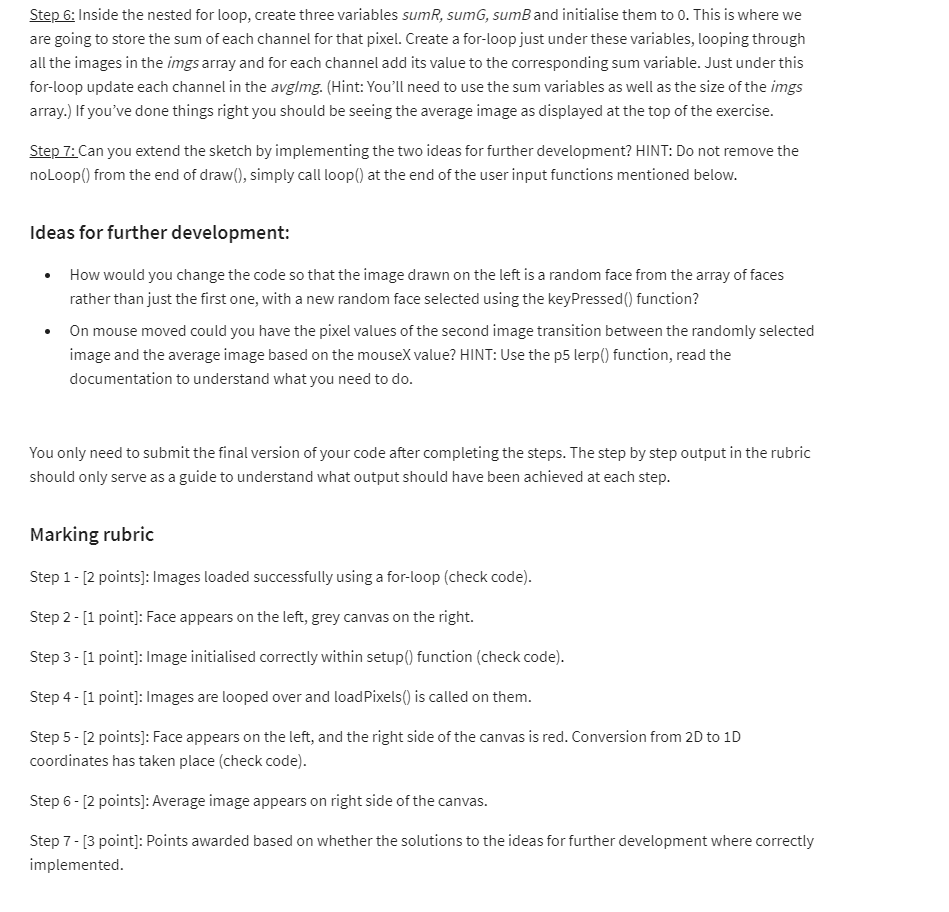 Step 6: Inside the nested for loop, create three variables sumR, sumG, sumB and initialise them to 0. This is where we
are going to store the sum of each channel for that pixel. Create a for-loop just under these variables, looping through
all the images in the imgs array and for each channel add its value to the corresponding sum variable. Just under this
for-loop update each channel in the avgImg. (Hint: You'll need to use the sum variables as well as the size of the imgs
array.) If you've done things right you should be seeing the average image as displayed at the top of the exercise.
Step 7: Can you extend the sketch by implementing the two ideas for further development? HINT: Do not remove the
noLoop() from the end of draw(), simply call loop() at the end of the user input functions mentioned below.
Ideas for further development:
• How would you change the code so that the image drawn on the left is a random face from the array of faces
rather than just the first one, with a new random face selected using the keyPressed() function?
• On mouse moved could you have the pixel values of the second image transition between the randomly selected
image and the average image based on the mouseX value? HINT: Use the p5 lerp() function, read the
documentation to understand what you need to do.
You only need to submit the final version of your code after completing the steps. The step by step output in the rubric
should only serve as a guide to understand what output should have been achieved at each step.
Marking rubric
Step 1 - [2 points]: Images loaded successfully using a for-loop (check code).
Step 2 - [1 point]: Face appears on the left, grey canvas on the right.
Step 3 - [1 point]: Image initialised correctly within setup() function (check code).
Step 4 - [1 point]: Images are looped over and loadPixels() is called on them.
Step 5 - [2 points]: Face appears on the left, and the right side of the canvas is red. Conversion from 2D to 1D
coordinates has taken place (check code).
Step 6 - [2 points]: Average image appears on right side of the canvas.
Step 7 - [3 point]: Points awarded based on whether the solutions to the ideas for further development where correctly
implemented.